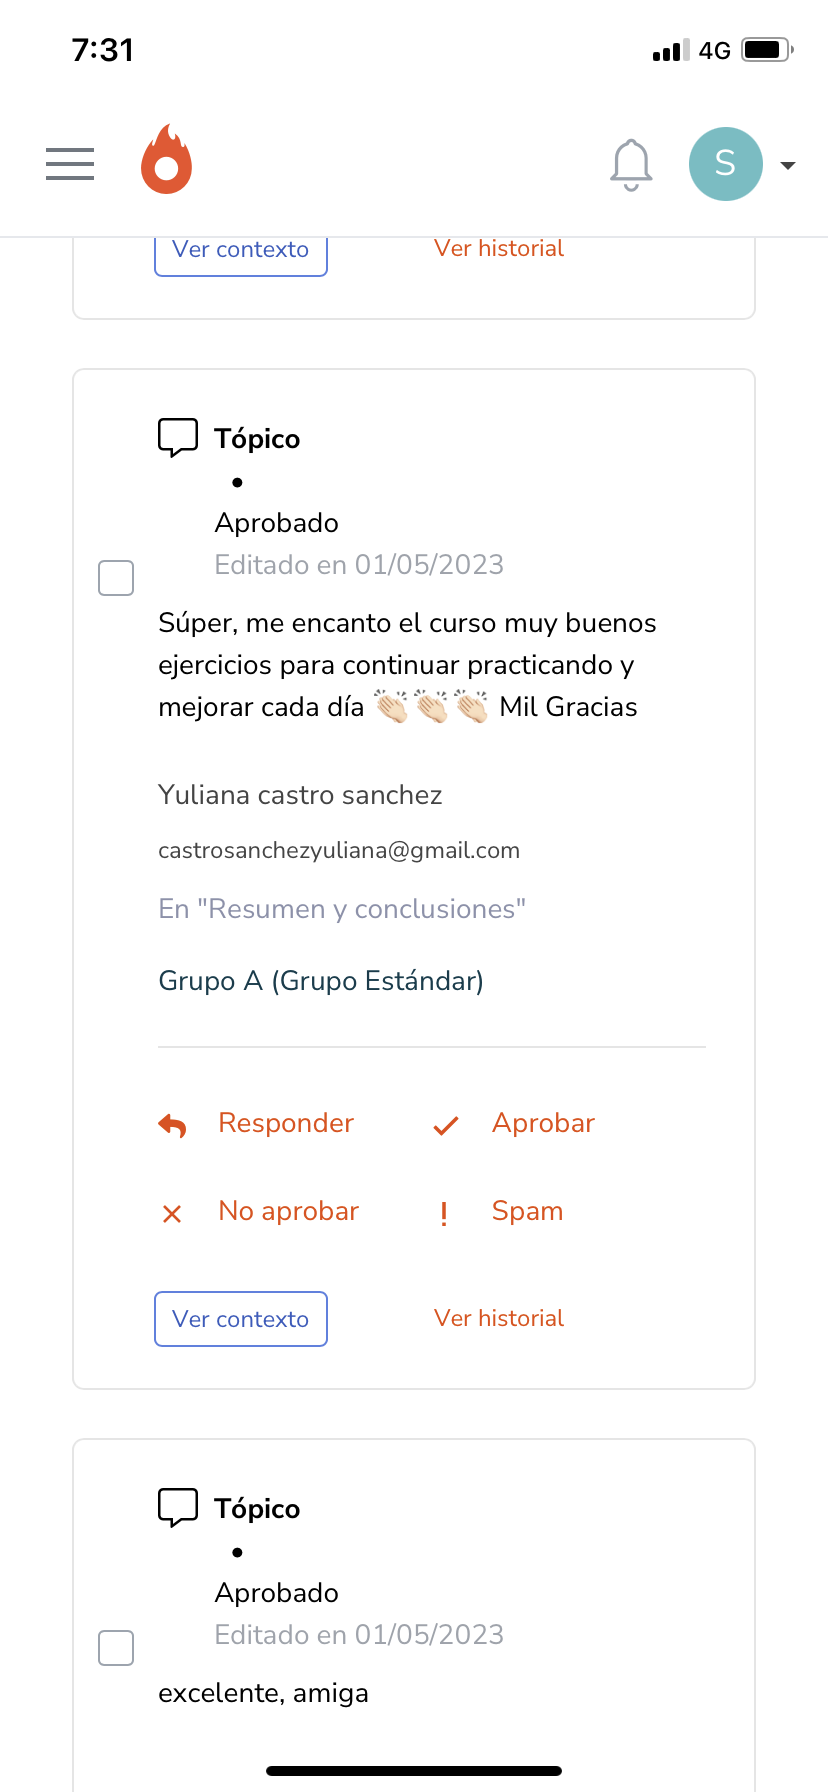 7:31
4G
S
Ver contexto
Ver historial
Tópico
Aprobado
Editado en 01/05/2023
Súper, me encanto el curso muy buenos
ejercicios para continuar practicando y
mejorar cada día 👏🏻👏🏻👏🏻 Mil Gracias
Yuliana castro sanchez
castrosanchezyuliana@gmail.com
En "Resumen y conclusiones"
Grupo A (Grupo Estándar)
Responder
Aprobar
No aprobar
Spam
Ver contexto
Ver historial
Tópico
Aprobado
Editado en 01/05/2023
excelente, amiga